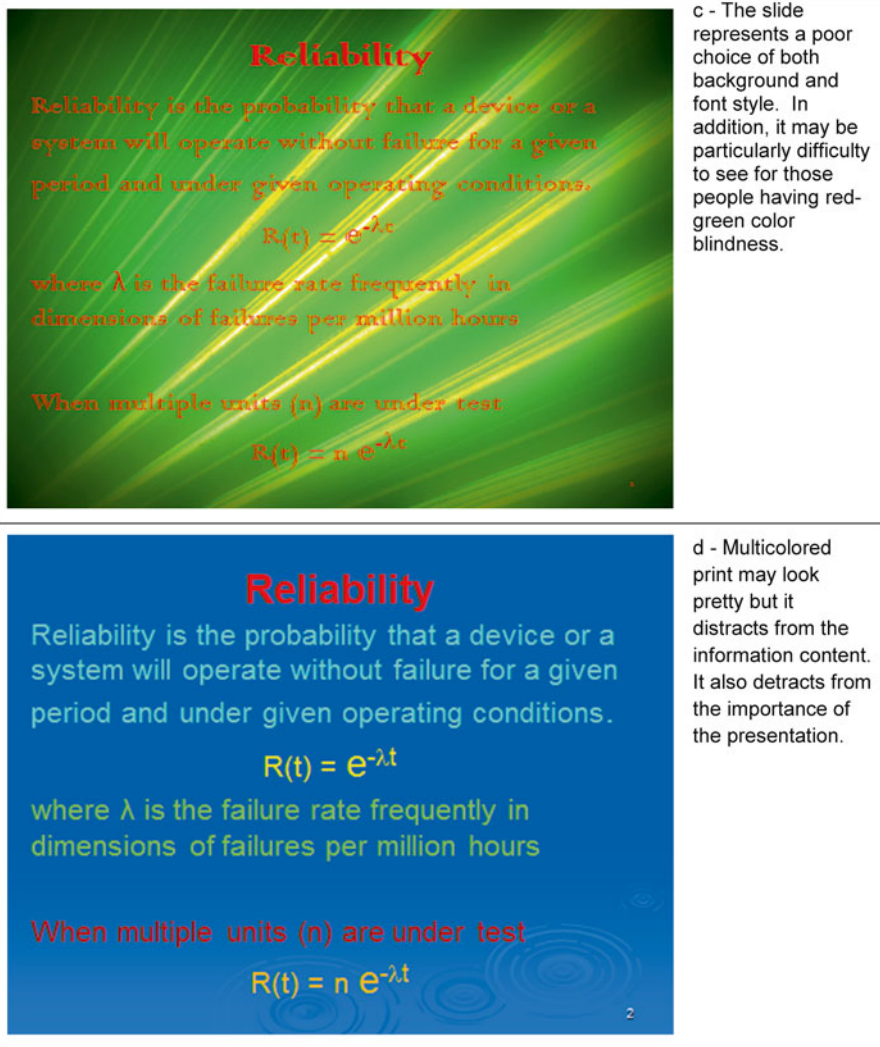 Reliability
Reliability is the probability that a device or a
system will operate without failure for a given
period and under given operating conditions.
R(t) = e-λt
where λ is the failure rate frequently in
dimensions of failures per million hours
When multiple units (n) are under test
R(t) = n e-λt
c - The slide
represents a poor
choice of both
background and
font style. In
addition, it may be
particularly difficulty
to see for those
people having red-
green color
blindness.
Reliability
Reliability is the probability that a device or a
system will operate without failure for a given
period and under given operating conditions.
R(t) = e-λt
where λ is the failure rate frequently in
dimensions of failures per million hours
When multiple units (n) are under test
R(t) = n e-λt
2
d - Multicolored
print may look
pretty but it
distracts from the
information content.
It also detracts from
the importance of
the presentation.